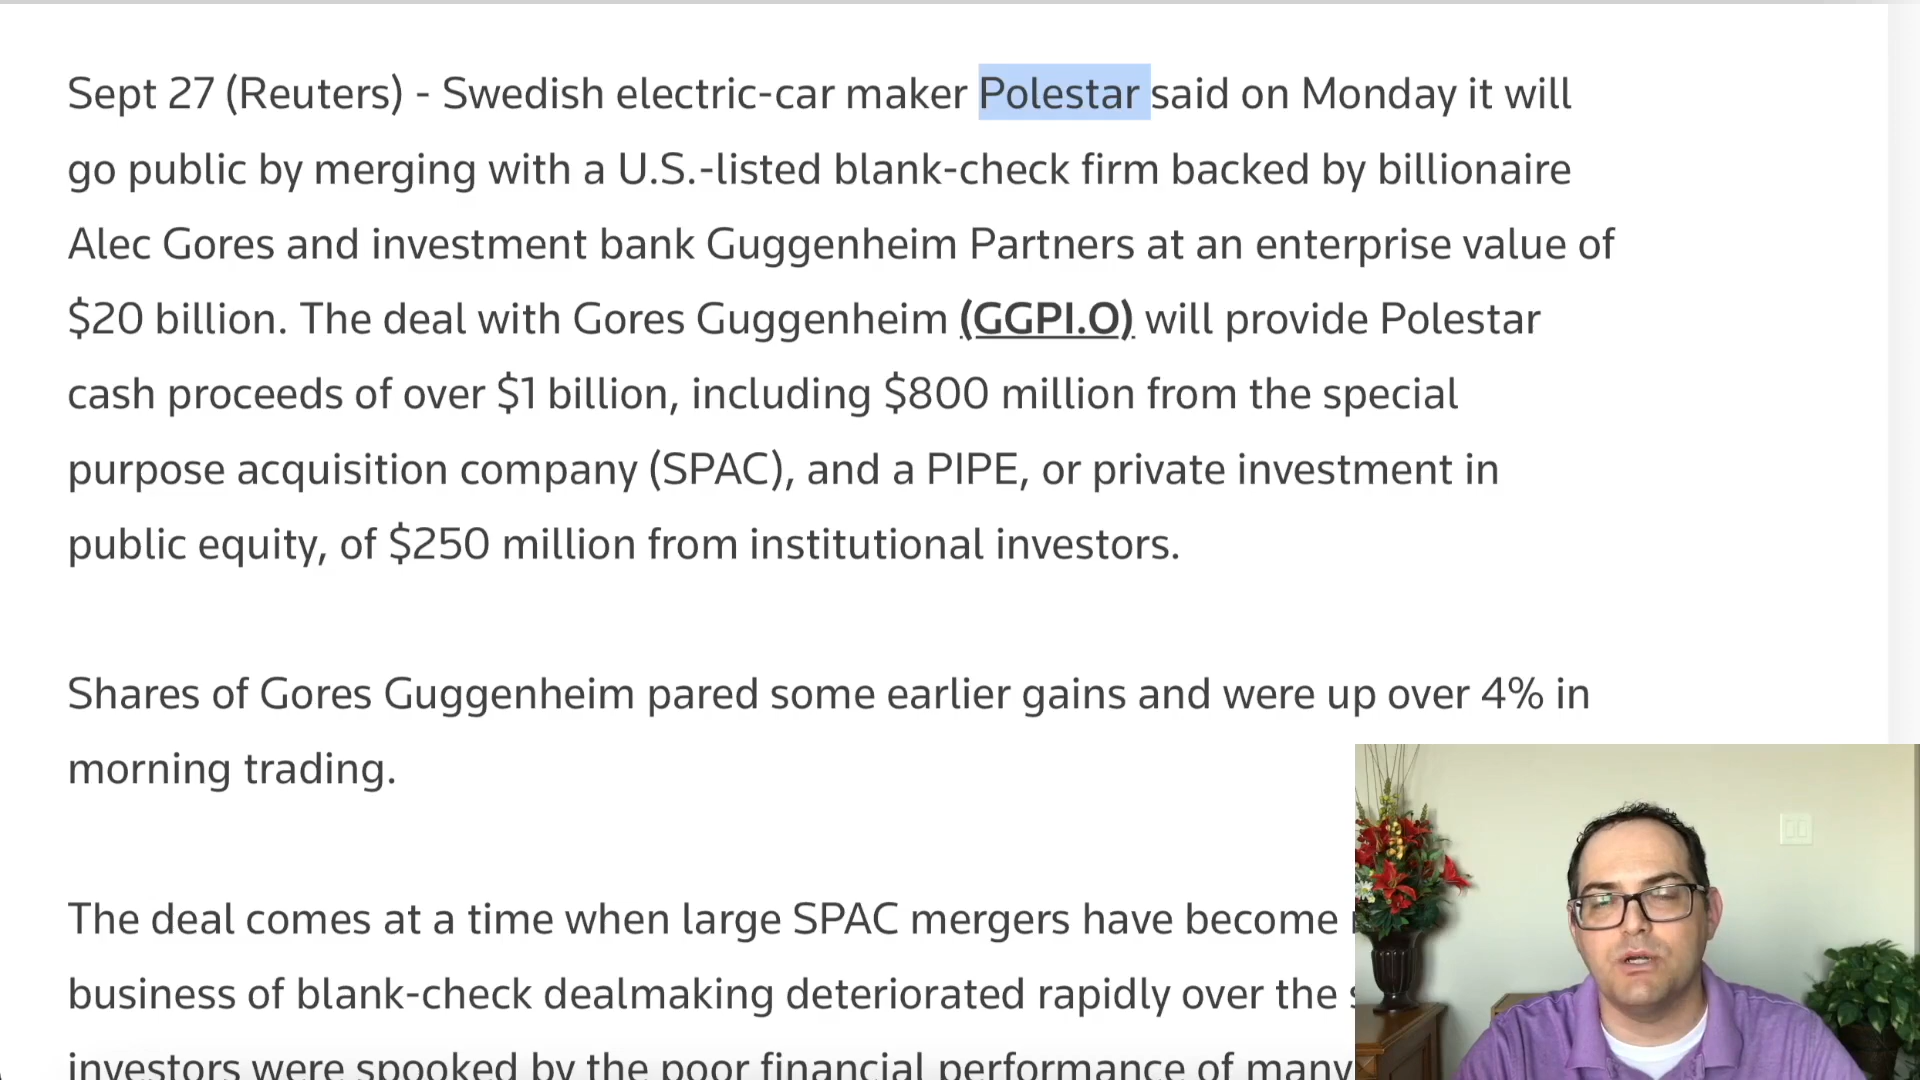 Sept 27 (Reuters) - Swedish electric-car maker Polestar said on Monday it will
go public by merging with a U.S.-listed blank-check firm backed by billionaire
Alec Gores and investment bank Guggenheim Partners at an enterprise value of
$20 billion. The deal with Gores Guggenheim (GGPI.O) will provide Polestar
cash proceeds of over $1 billion, including $800 million from the special
purpose acquisition company (SPAC), and a PIPE, or private investment in
public equity, of $250 million from institutional investors.
Shares of Gores Guggenheim pared some earlier gains and were up over 4% in
morning trading.
The deal comes at a time when large SPAC mergers have become
business of blank-check dealmaking deteriorated rapidly over the
investors were spooked by the poor financial performance of many